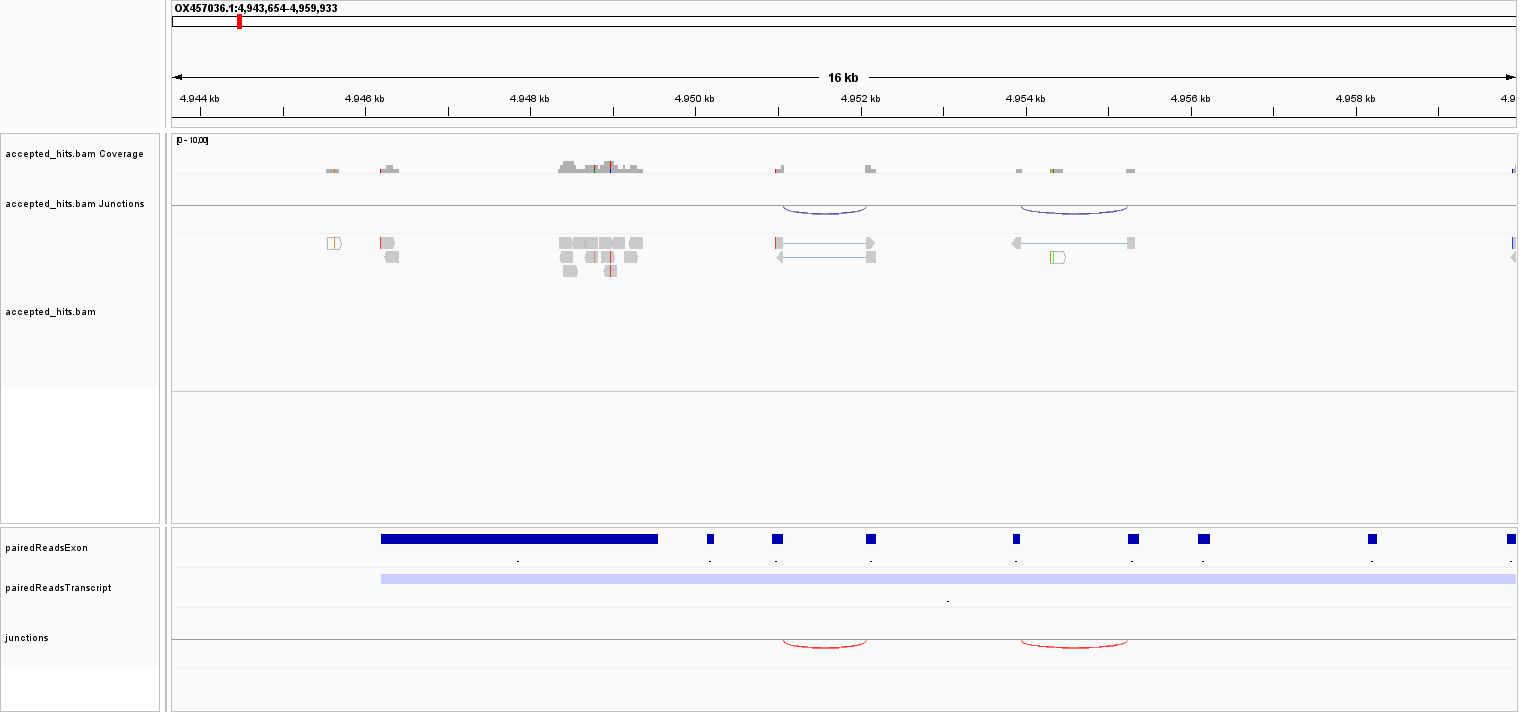 OX457036.1:4,943,654-4,959,933
16 kb
4.944 kb 4.946 kb 4.948 kb 4.950 kb 4.952 kb 4.954 kb 4.956 kb 4.958 kb 4.9
[0 - 10,00]
accepted_hits.bam Coverage
accepted_hits.bam Junctions
accepted_hits.bam
pairedReadsExon
pairedReadsTranscript
junctions